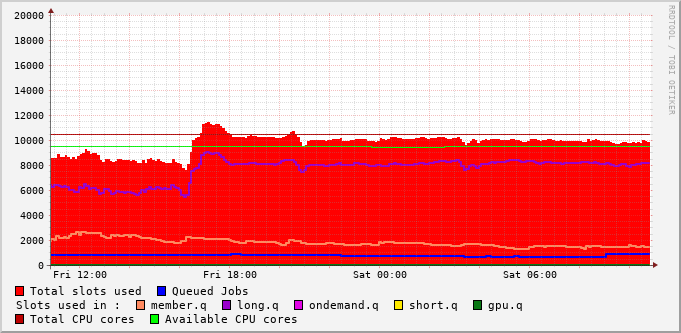 20000
18000
16000
14000
12000
10000
8000
6000
4000
2000
0
Fri 12:00 Fri 18:00 Sat 00:00 Sat 06:00
Total slots used Queued Jobs
Slots used in : member.q long.q ondemand.q short.q gpu.q
Total CPU cores Available CPU cores
RRDTOOL / TOBI OETIKER